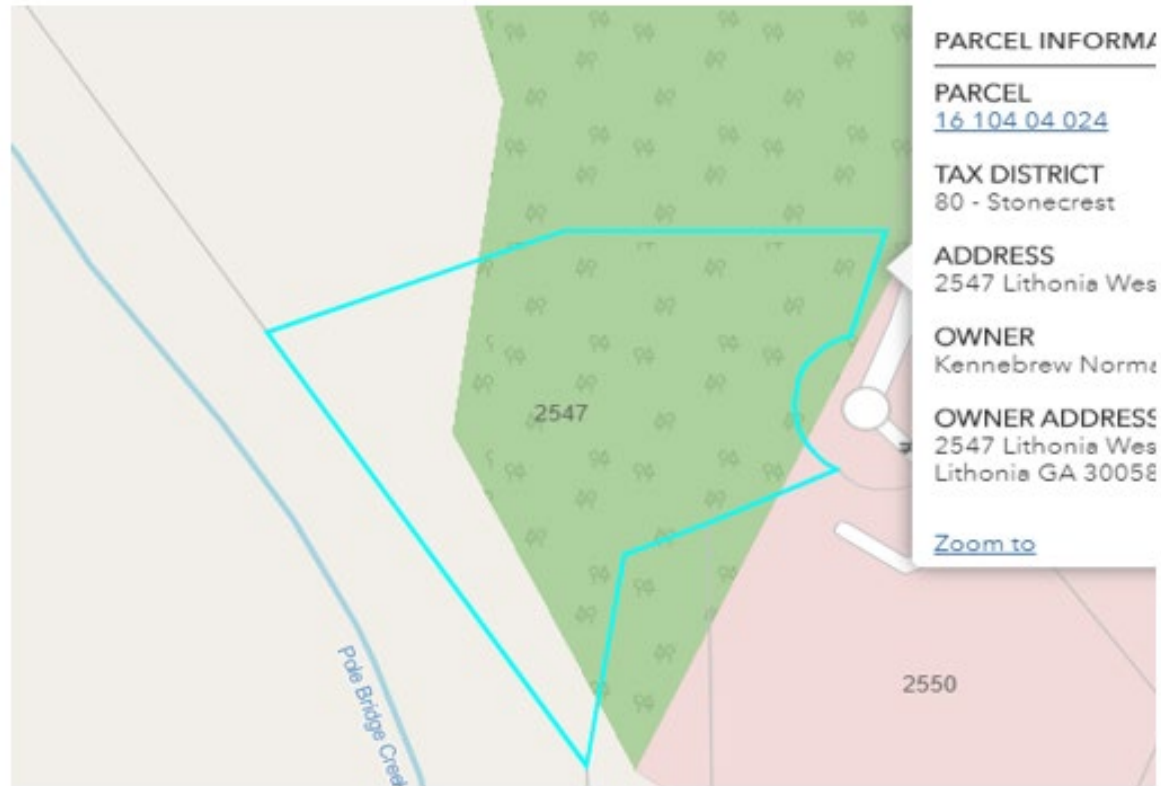 PARCEL INFORMA
PARCEL
16 104 04 024
TAX DISTRICT
80 - Stonecrest
ADDRESS
2547 Lithonia Wes
OWNER
Kennebrew Norma
OWNER ADDRESS
2547 Lithonia Wes
Lithonia GA 30058
Zoom to
2547
2550
Pole Bridge Creek